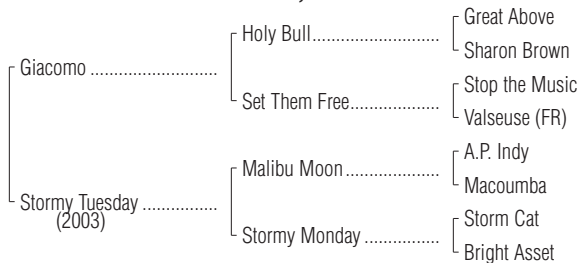 Great Above
Holy Bull........................
Sharon Brown
Giacomo ........................
Stop the Music
Set Them Free.................
Valseuse (FR)
A.P. Indy
Malibu Moon..................
Macoumba
Stormy Tuesday ..............
(2003)
Storm Cat
Stormy Monday ..............
Bright Asset